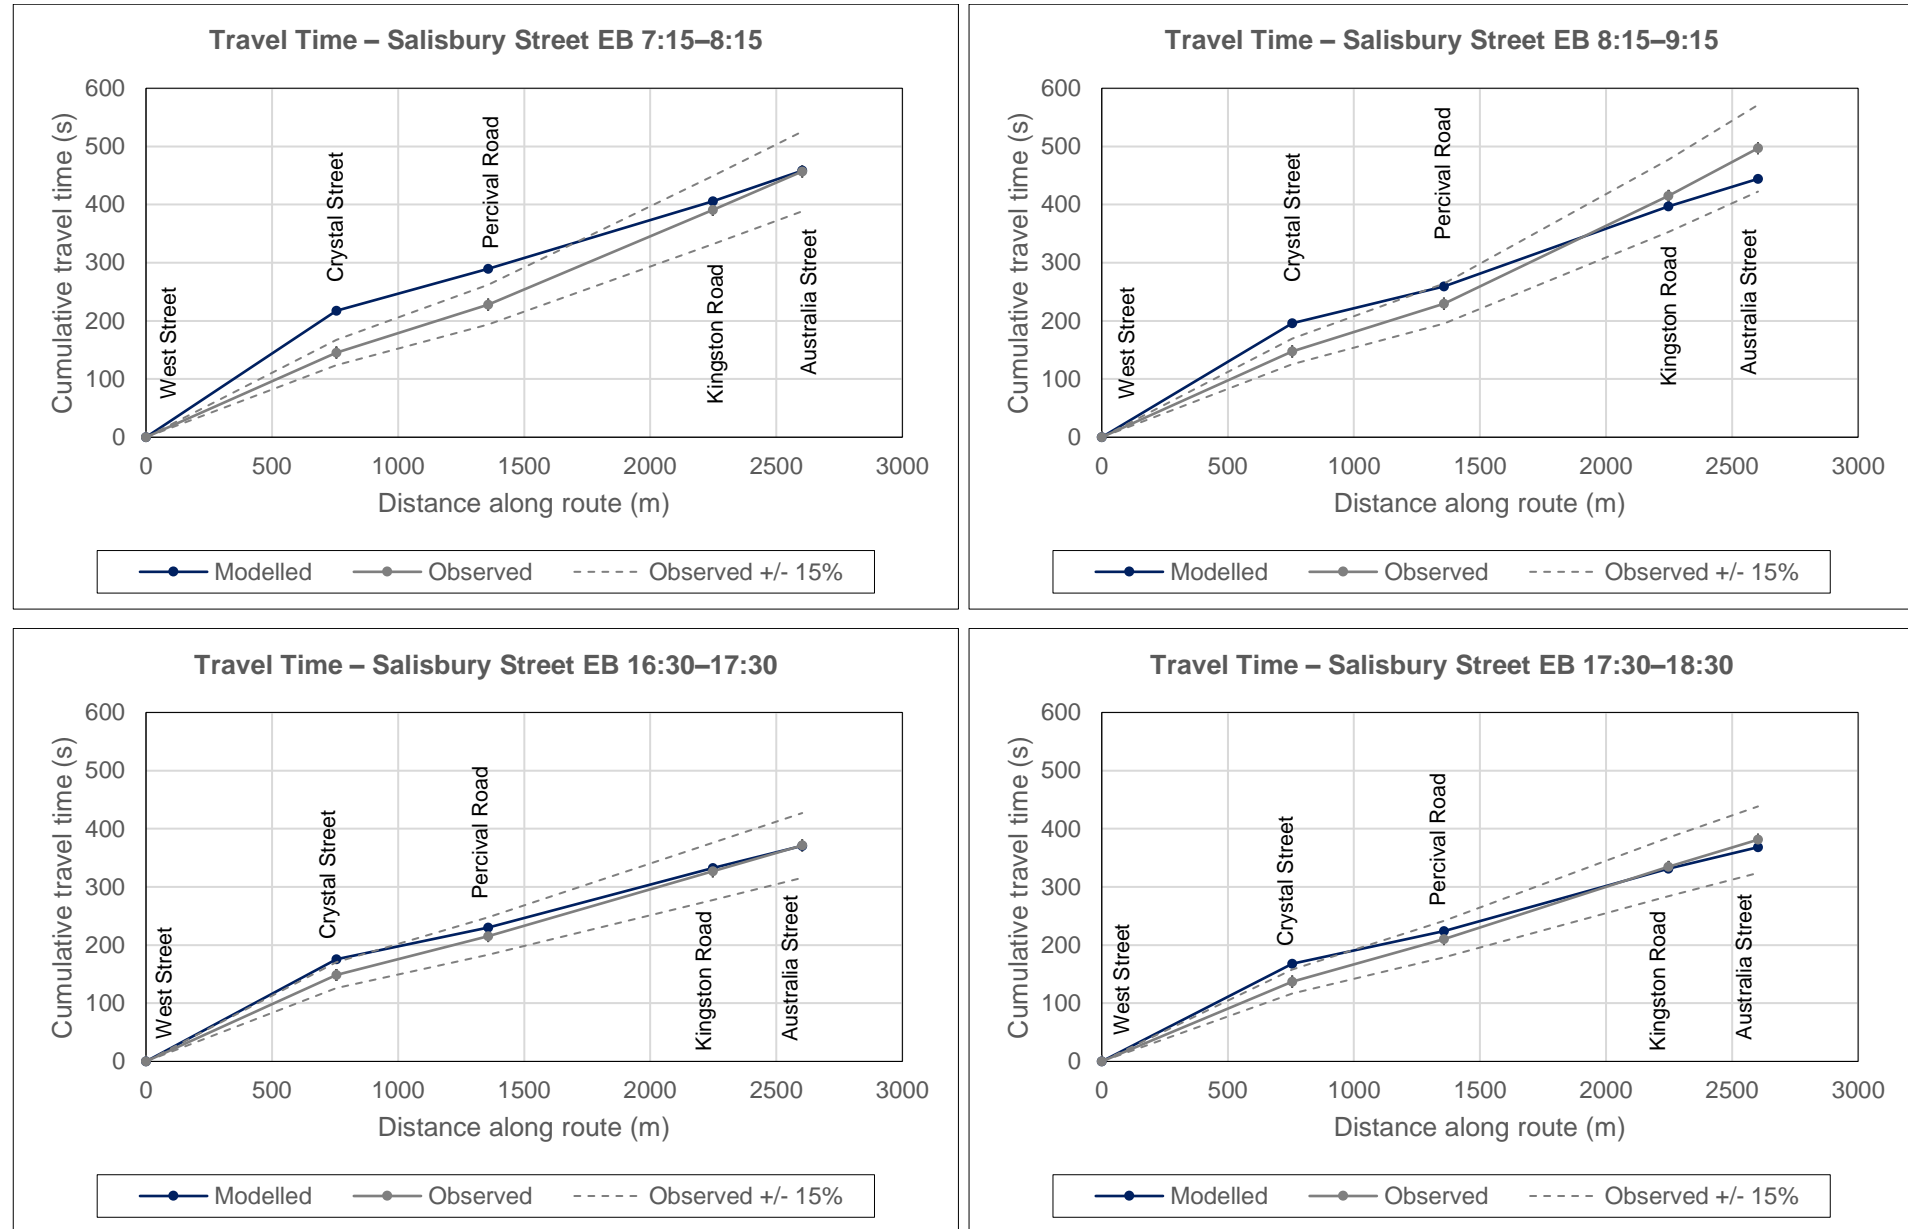 Travel Time – Salisbury Street EB 7:15–8:15
Cumulative travel time (s)
600
500
400
300
200
100
0
West Street
Crystal Street
Percival Road
Kingston Road
Australia Street
0 500 1000 1500 2000 2500 3000
Distance along route (m)
Modelled Observed Observed +/- 15%
Travel Time – Salisbury Street EB 8:15–9:15
Cumulative travel time (s)
600
500
400
300
200
100
0
West Street
Crystal Street
Percival Road
Kingston Road
Australia Street
0 500 1000 1500 2000 2500 3000
Distance along route (m)
Modelled Observed Observed +/- 15%
Travel Time – Salisbury Street EB 16:30–17:30
Cumulative travel time (s)
600
500
400
300
200
100
0
West Street
Crystal Street
Percival Road
Kingston Road
Australia Street
0 500 1000 1500 2000 2500 3000
Distance along route (m)
Modelled Observed Observed +/- 15%
Travel Time – Salisbury Street EB 17:30–18:30
Cumulative travel time (s)
600
500
400
300
200
100
0
West Street
Crystal Street
Percival Road
Kingston Road
Australia Street
0 500 1000 1500 2000 2500 3000
Distance along route (m)
Modelled Observed Observed +/- 15%